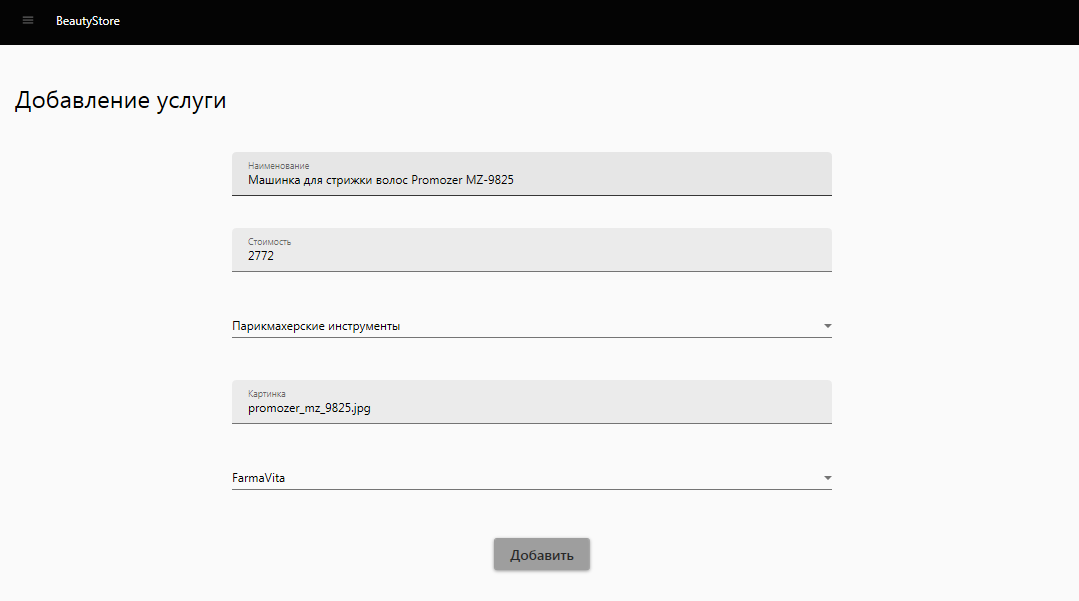 BeautyStore
Добавление услуги
Наименование
Машинка для стрижки волос Promozer MZ-9825
Стоимость
2772
Парикмахерские инструменты
Картинка
promozer_mz_9825.jpg
FarmaVita
Добавить